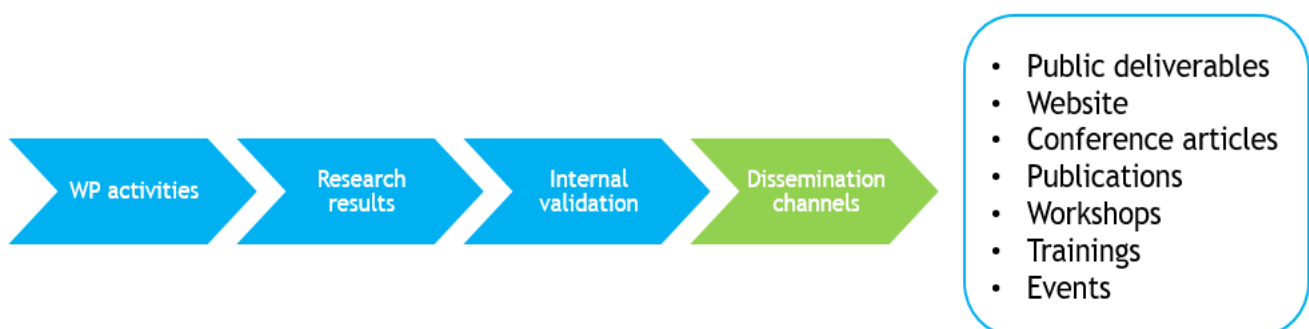 WP activities
Research
results
Internal
validation
Dissemination
channels
• Public deliverables
• Website
• Conference articles
• Publications
• Workshops
• Trainings
• Events